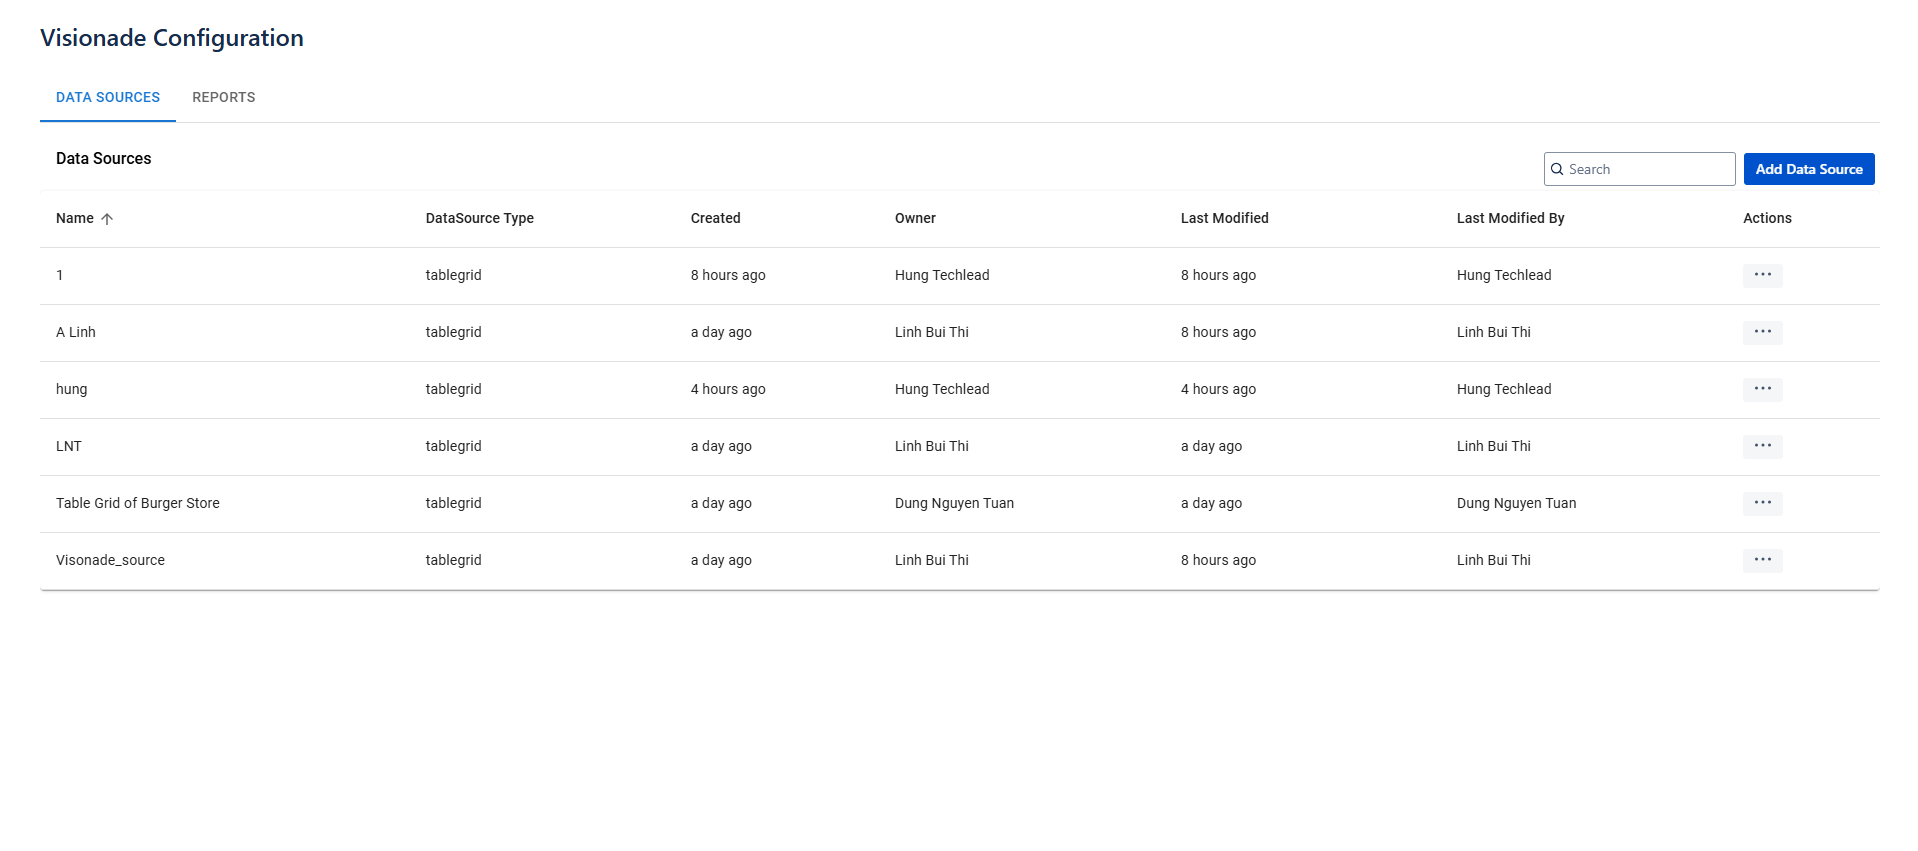 Visionade Configuration
DATA SOURCES REPORTS
Data Sources
Search Add Data Source
Name DataSource Type Created Owner Last Modified Last Modified By Actions
1 tablegrid 8 hours ago Hung Techlead 8 hours ago Hung Techlead
A Linh tablegrid a day ago Linh Bui Thi 8 hours ago Linh Bui Thi
hung tablegrid 4 hours ago Hung Techlead 4 hours ago Hung Techlead
LNT tablegrid a day ago Linh Bui Thi a day ago Linh Bui Thi
Table Grid of Burger Store tablegrid a day ago Dung Nguyen Tuan a day ago Dung Nguyen Tuan
Visonade_source tablegrid a day ago Linh Bui Thi 8 hours ago Linh Bui Thi